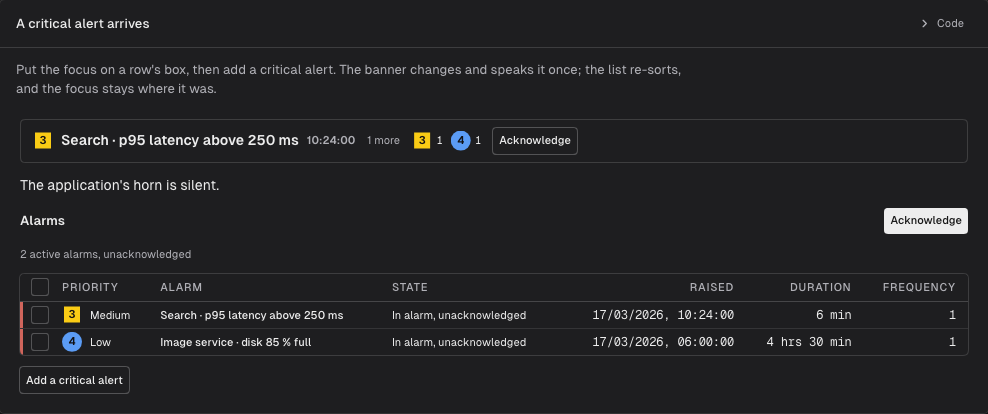 A critical alert arrives
Code
Put the focus on a row's box, then add a critical alert. The banner changes and speaks it once; the list re-sorts,
and the focus stays where it was.
3 Search · p95 latency above 250 ms 10:24:00 1 more 3 1 4 1 Acknowledge
The application's horn is silent.
Alarms
Acknowledge
2 active alarms, unacknowledged
PRIORITY ALARM STATE RAISED DURATION FREQUENCY
3 Medium Search · p95 latency above 250 ms In alarm, unacknowledged 17/03/2026, 10:24:00 6 min 1
4 Low Image service · disk 85 % full In alarm, unacknowledged 17/03/2026, 06:00:00 4 hrs 30 min 1
Add a critical alert